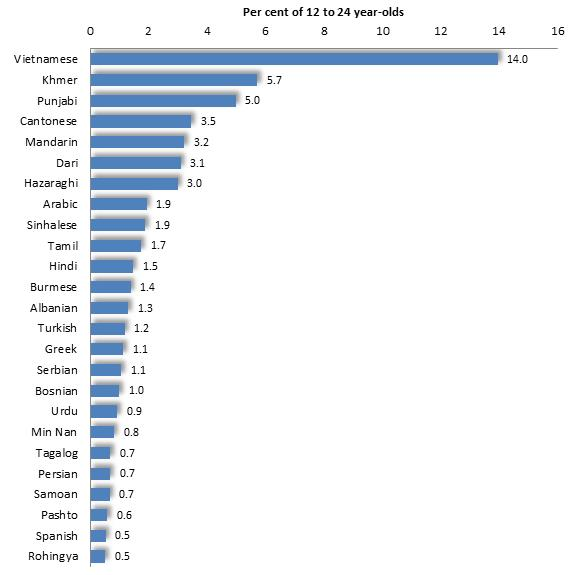 Per cent of 12 to 24 year-olds
0 2 4 6 8 10 12 14 16
Vietnamese 14.0
Khmer 5.7
Punjabi 5.0
Cantonese 3.5
Mandarin 3.2
Dari 3.1
Hazaraghi 3.0
Arabic 1.9
Sinhalese 1.9
Tamil 1.7
Hindi 1.5
Burmese 1.4
Albanian 1.3
Turkish 1.2
Greek 1.1
Serbian 1.1
Bosnian 1.0
Urdu 0.9
Min Nan 0.8
Tagalog 0.7
Persian 0.7
Samoan 0.7
Pashto 0.6
Spanish 0.5
Rohingya 0.5